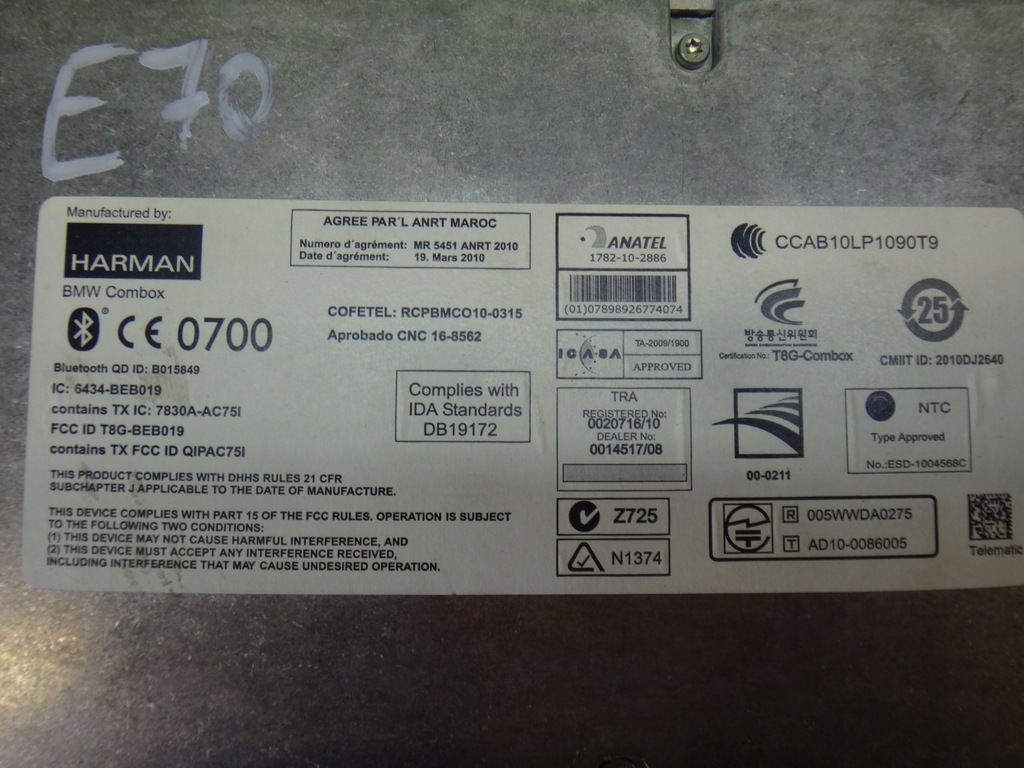 E70
Manufactured by:
HARMAN
BMW Combox
CE 0700
Bluetooth QD ID: B015849
IC: 6434-BEB019
contains TX IC: 7830A-AC75I
FCC ID T8G-BEB019
contains TX FCC ID QIPAC75I
THIS PRODUCT COMPLIES WITH DHHS RULES 21 CFR
SUBCHAPTER J APPLICABLE TO THE DATE OF MANUFACTURE.
THIS DEVICE COMPLIES WITH PART 15 OF THE FCC RULES. OPERATION IS SUBJECT
TO THE FOLLOWING TWO CONDITIONS:
(1) THIS DEVICE MAY NOT CAUSE HARMFUL INTERFERENCE, AND
(2) THIS DEVICE MUST ACCEPT ANY INTERFERENCE RECEIVED,
INCLUDING INTERFERENCE THAT MAY CAUSE UNDESIRED OPERATION.
AGREE PAR´L ANRT MAROC
Numero d´agrément: MR 5451 ANRT 2010
Date d´agrément: 19. Mars 2010
COFETEL: RCPBMCO10-0315
Aprobado CNC 16-8562
Complies with
IDA Standards
DB19172
ANATEL
1782-10-2886
(01)07898926774074
ICASA
TA-2009/1900
APPROVED
TRA
REGISTERED No:
0020716/10
DEALER No:
0014517/08
Z725
N1374
CCAB10LP1090T9
방송통신위원회
Certification No.: T8G-Combox
25
CMIIT ID: 2010DJ2640
00-0211
NTC
Type Approved
No.:ESD-1004568C
R 005WWDA0275
T AD10-0086005
Telematic